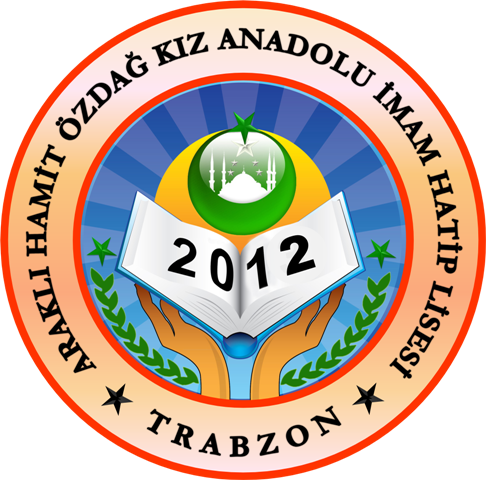 ARAKLI HAMİT ÖZDAĞ KIZ ANADOLU İMAM HATİP LİSESİ
2012
TRABZON